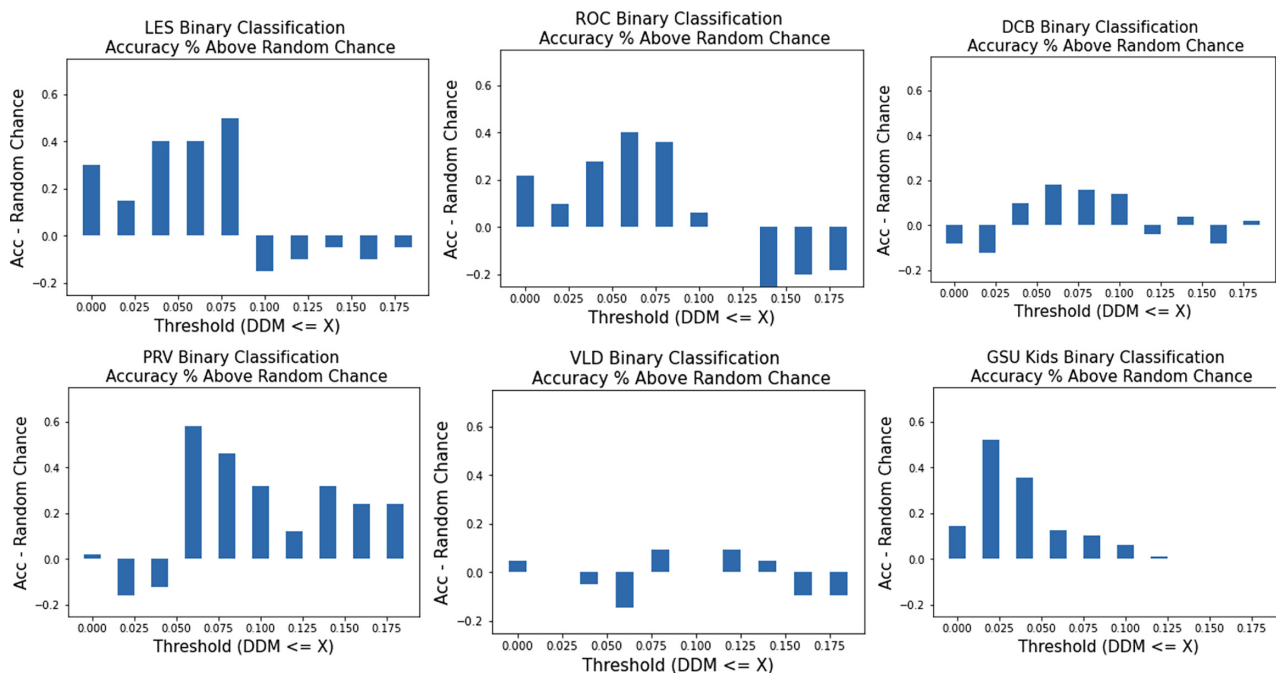 LES Binary Classification
Accuracy % Above Random Chance
Acc - Random Chance
0.6
0.4
0.2
0.0
−0.2
0.000 0.025 0.050 0.075 0.100 0.125 0.150 0.175
Threshold (DDM <= X)
ROC Binary Classification
Accuracy % Above Random Chance
Acc - Random Chance
0.6
0.4
0.2
0.0
−0.2
0.000 0.025 0.050 0.075 0.100 0.125 0.150 0.175
Threshold (DDM <= X)
DCB Binary Classification
Accuracy % Above Random Chance
Acc - Random Chance
0.6
0.4
0.2
0.0
−0.2
0.000 0.025 0.050 0.075 0.100 0.125 0.150 0.175
Threshold (DDM <= X)
PRV Binary Classification
Accuracy % Above Random Chance
Acc - Random Chance
0.6
0.4
0.2
0.0
−0.2
0.000 0.025 0.050 0.075 0.100 0.125 0.150 0.175
Threshold (DDM <= X)
VLD Binary Classification
Accuracy % Above Random Chance
Acc - Random Chance
0.6
0.4
0.2
0.0
−0.2
0.000 0.025 0.050 0.075 0.100 0.125 0.150 0.175
Threshold (DDM <= X)
GSU Kids Binary Classification
Accuracy % Above Random Chance
Acc - Random Chance
0.6
0.4
0.2
0.0
−0.2
0.000 0.025 0.050 0.075 0.100 0.125 0.150 0.175
Threshold (DDM <= X)